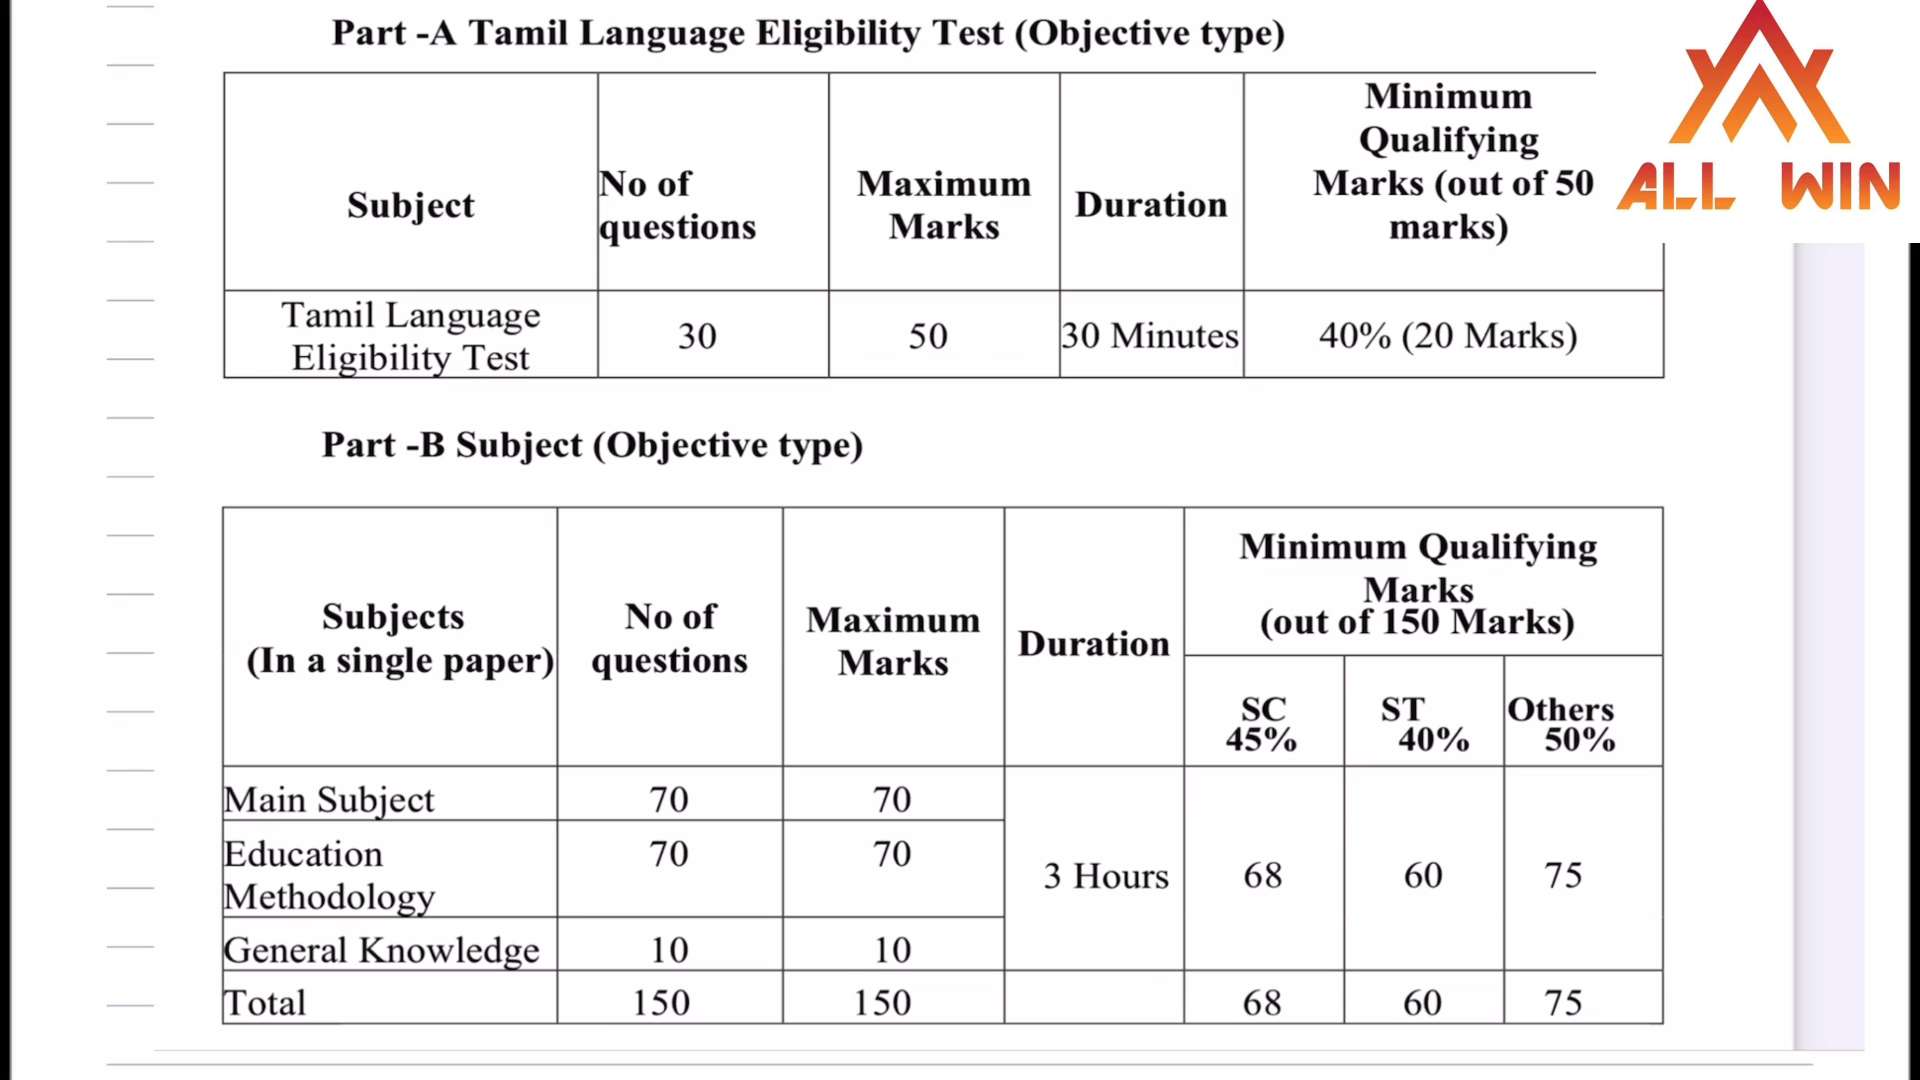 Part -A Tamil Language Eligibility Test (Objective type)
Subject
No of
questions
Maximum
Marks
Duration
Minimum
Qualifying
Marks (out of 50
marks)
Tamil Language
Eligibility Test
30
50
30 Minutes
40% (20 Marks)
ALL WIN
Part -B Subject (Objective type)
Subjects
(In a single paper)
No of
questions
Maximum
Marks
Duration
Minimum Qualifying
Marks
(out of 150 Marks)
SC
45%
ST
40%
Others
50%
Main Subject
70
70
Education
Methodology
70
70
General Knowledge
10
10
3 Hours
68
60
75
Total
150
150
68
60
75